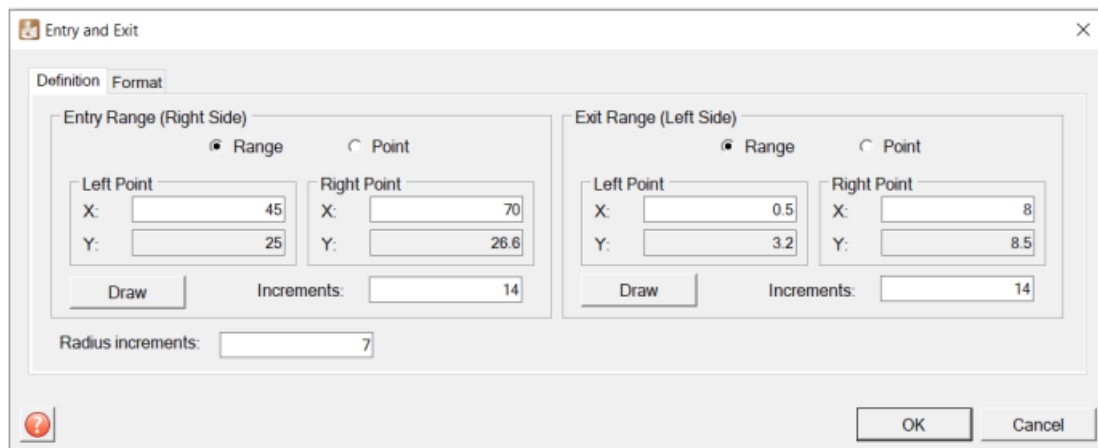 Entry and Exit
Definition Format
Entry Range (Right Side)
Range Point
Left Point
X: 45
Y: 25
Right Point
X: 70
Y: 26.6
Draw Increments: 14
Exit Range (Left Side)
Range Point
Left Point
X: 0.5
Y: 3.2
Right Point
X: 8
Y: 8.5
Draw Increments: 14
Radius increments: 7
?
OK Cancel